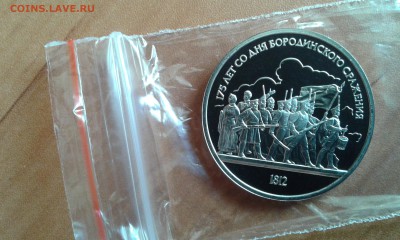 COINS.LAVE.RU
175 ЛЕТ СО ДНЯ БОРОДИНСКОГО СРАЖЕНИЯ
1812